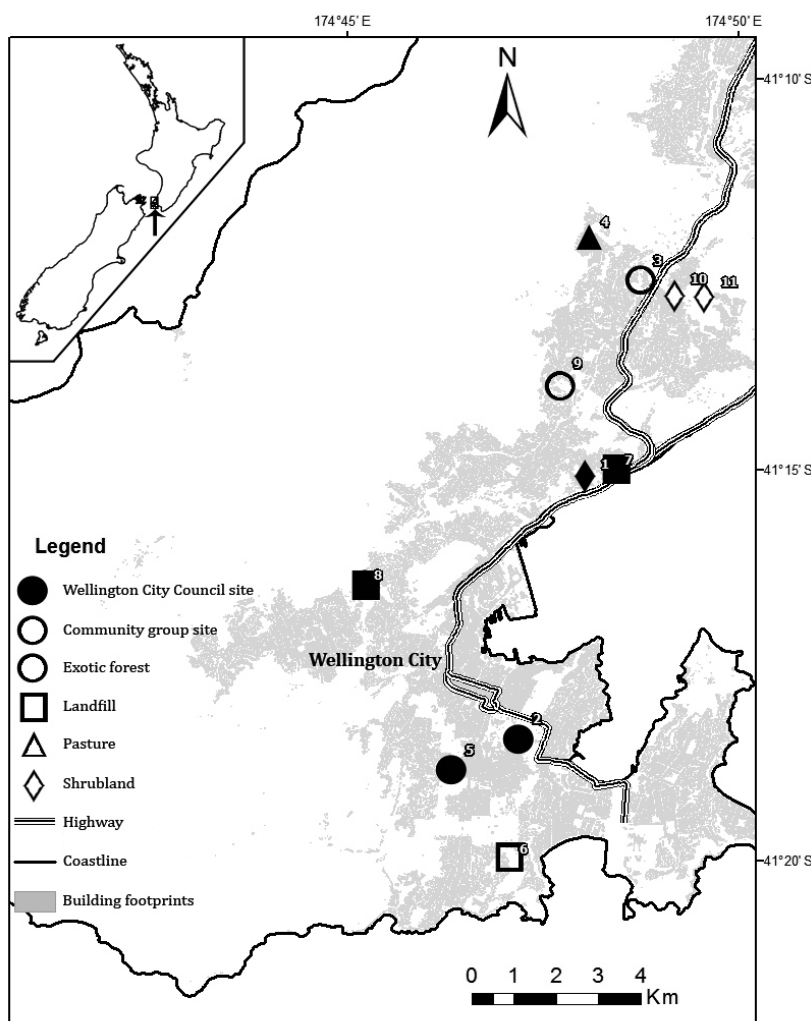 174°45' E
174°50' E
41°10' S
N
4
3
10
11
9
1
7
41°15' S
Legend
Wellington City Council site
8
Community group site
Exotic forest
Wellington City
Landfill
Pasture
2
5
Shrubland
Highway
Coastline
6
41°20' S
Building footprints
0 1 2 3 4
Km